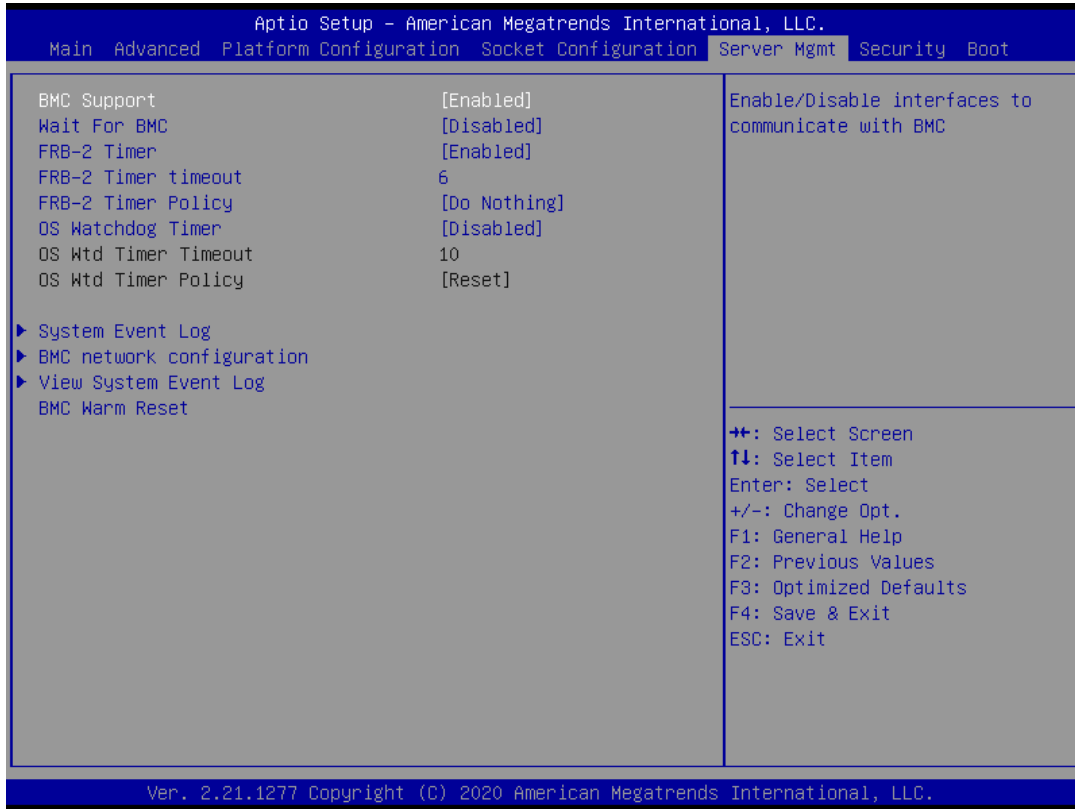 Aptio Setup – American Megatrends International, LLC.
Main Advanced Platform Configuration Socket Configuration Server Mgmt Security Boot
BMC Support [Enabled]
Wait For BMC [Disabled]
FRB-2 Timer [Enabled]
FRB-2 Timer timeout 6
FRB-2 Timer Policy [Do Nothing]
OS Watchdog Timer [Disabled]
OS Wtd Timer Timeout 10
OS Wtd Timer Policy [Reset]
System Event Log
BMC network configuration
View System Event Log
BMC Warm Reset
Enable/Disable interfaces to
communicate with BMC
→←: Select Screen
↑↓: Select Item
Enter: Select
+/-: Change Opt.
F1: General Help
F2: Previous Values
F3: Optimized Defaults
F4: Save & Exit
ESC: Exit
Ver. 2.21.1277 Copyright (C) 2020 American Megatrends International, LLC.